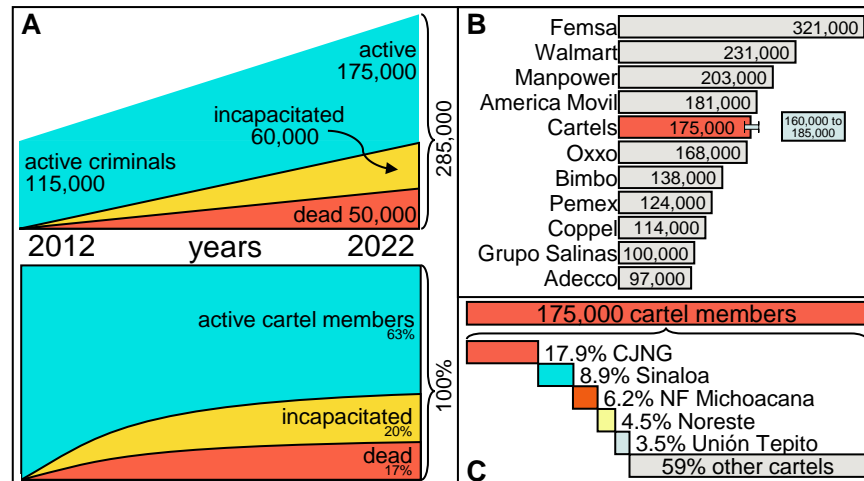 A
active
175,000
incapacitated
60,000
active criminals
115,000
dead 50,000
285,000
2012 years 2022
active cartel members
63%
incapacitated
20%
dead
17%
100%
B
Femsa 321,000
Walmart 231,000
Manpower 203,000
America Movil 181,000
Cartels 175,000
160,000 to
185,000
Oxxo 168,000
Bimbo 138,000
Pemex 124,000
Coppel 114,000
Grupo Salinas 100,000
Adecco 97,000
175,000 cartel members
17.9% CJNG
8.9% Sinaloa
6.2% NF Michoacana
4.5% Noreste
3.5% Unión Tepito
59% other cartels
C